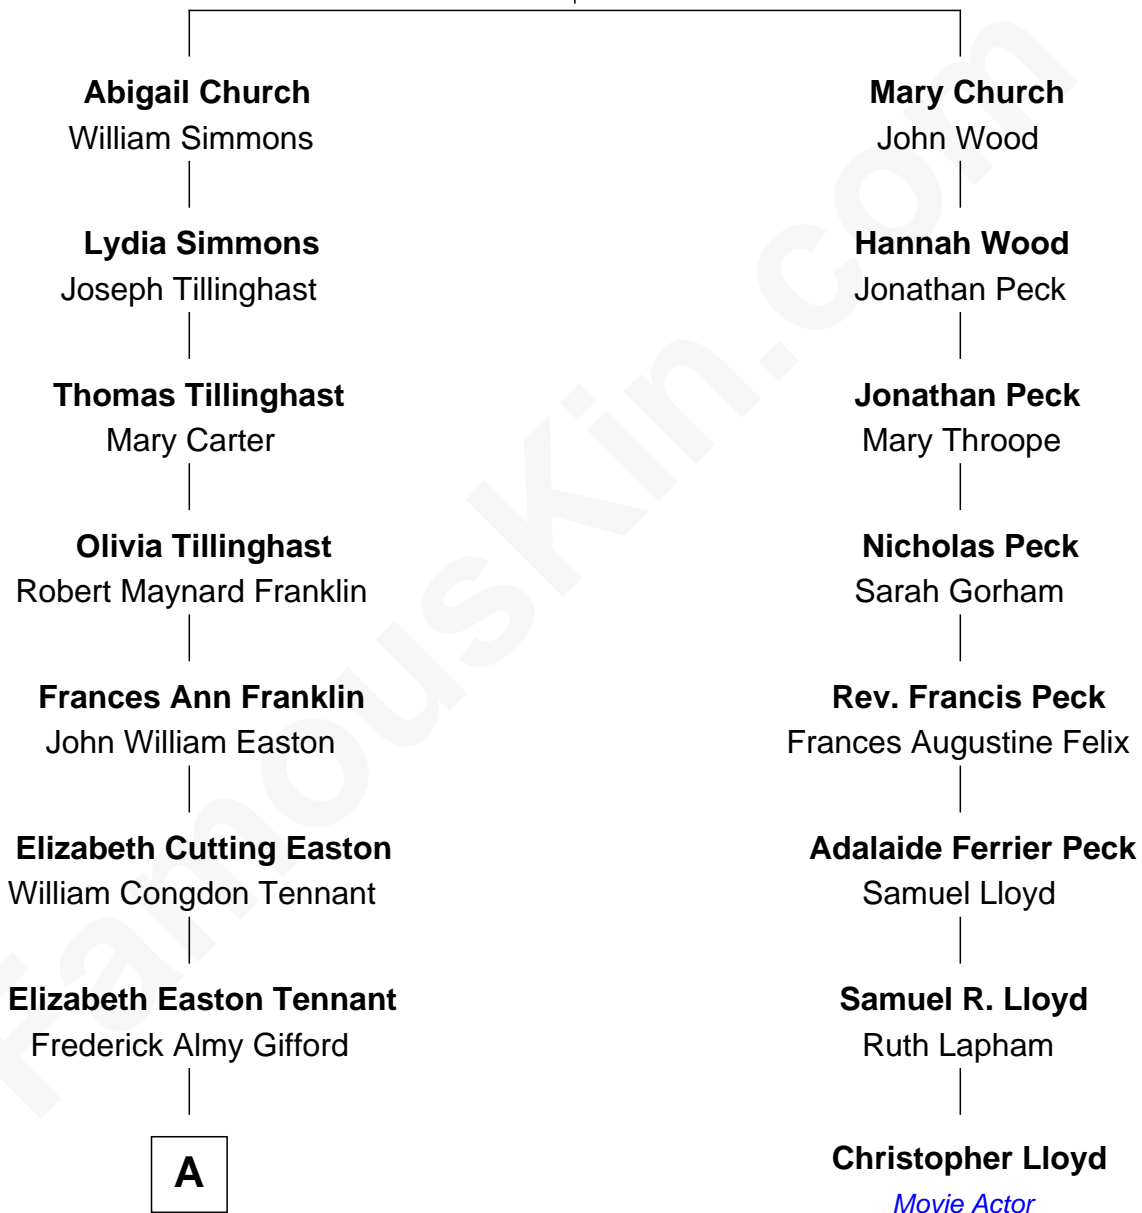 Abigail Church
William Simmons
Lydia Simmons
Joseph Tillinghast
Thomas Tillinghast
Mary Carter
Olivia Tillinghast
Robert Maynard Franklin
Frances Ann Franklin
John William Easton
Elizabeth Cutting Easton
William Congdon Tennant
Elizabeth Easton Tennant
Frederick Almy Gifford
A
Mary Church
John Wood
Hannah Wood
Jonathan Peck
Jonathan Peck
Mary Throope
Nicholas Peck
Sarah Gorham
Rev. Francis Peck
Frances Augustine Felix
Adalaide Ferrier Peck
Samuel Lloyd
Samuel R. Lloyd
Ruth Lapham
Christopher Lloyd
Movie Actor
FamousKin.com